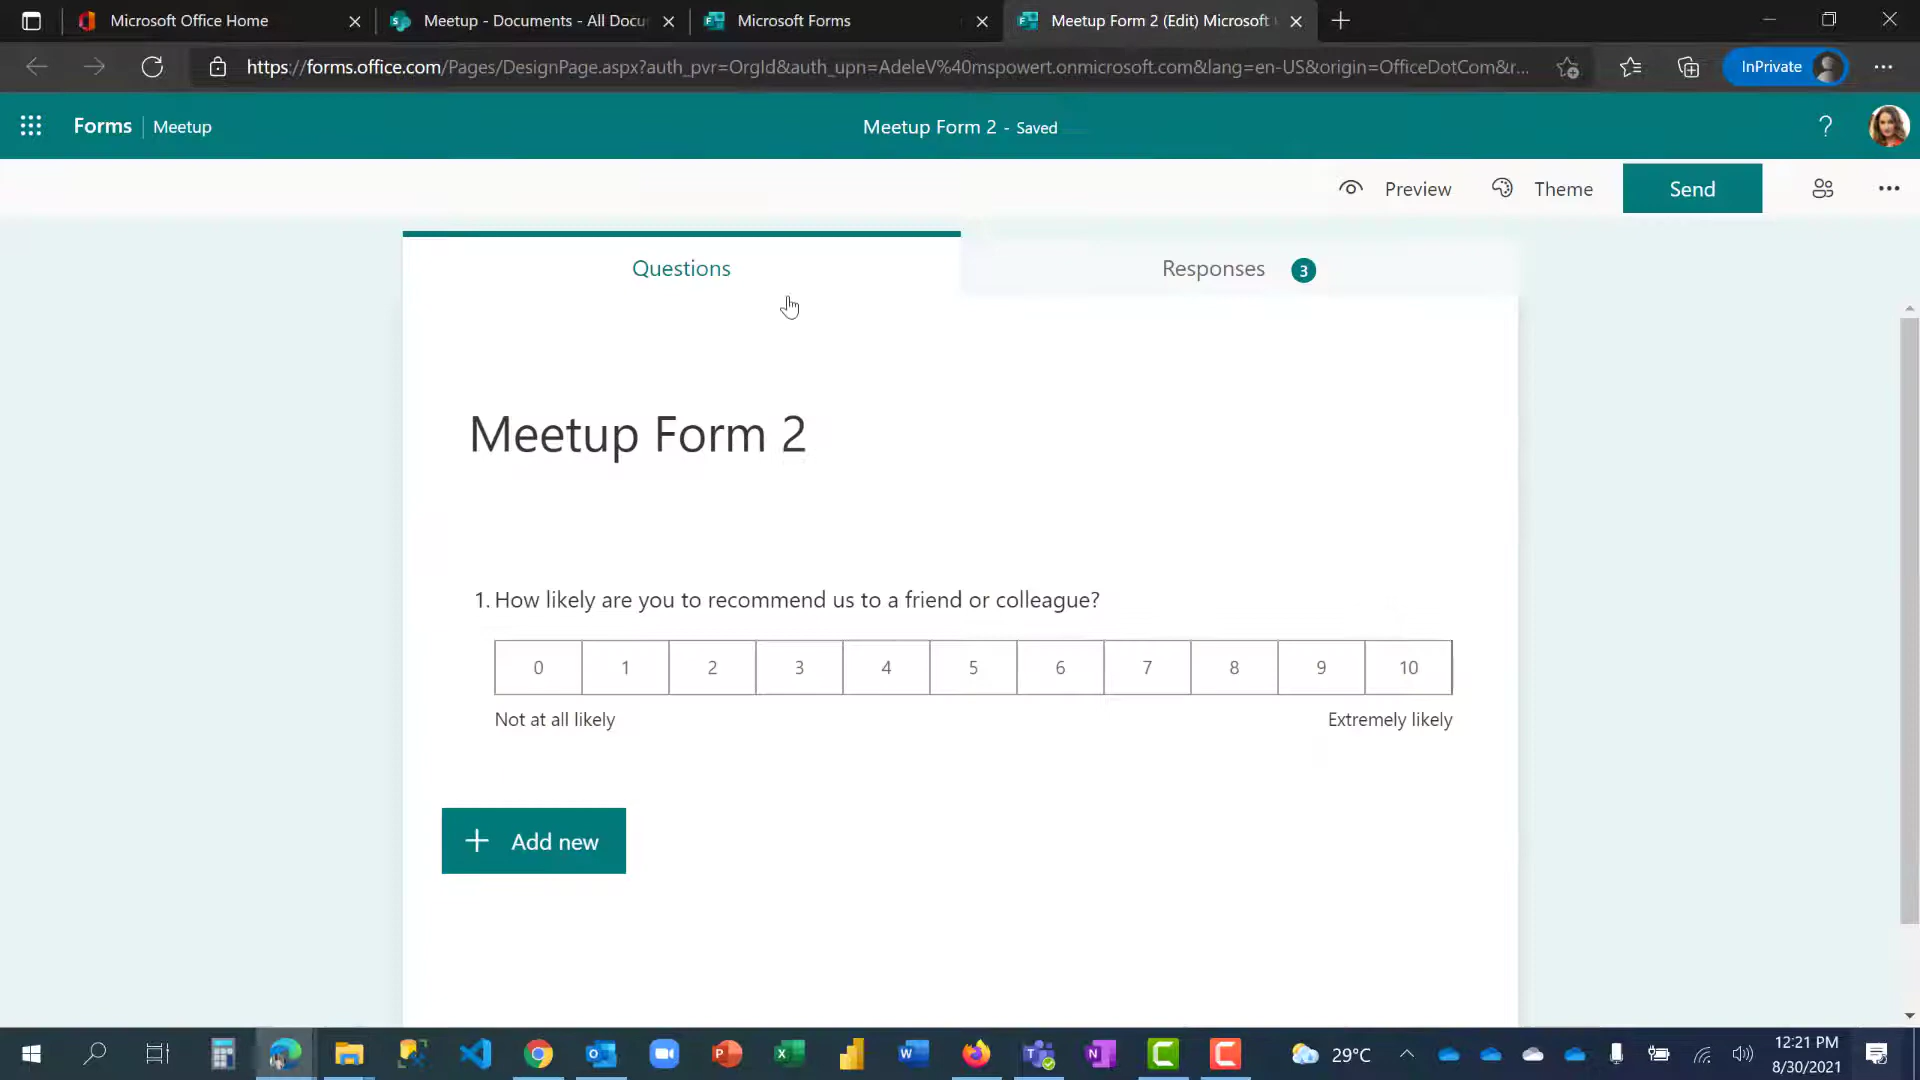 Microsoft Office Home
Meetup - Documents - All Docu
Microsoft Forms
Meetup Form 2 (Edit) Microsoft
https://forms.office.com/Pages/DesignPage.aspx?auth_pvr=OrgId&auth_upn=AdeleV%40mspowert.onmicrosoft.com&lang=en-US&origin=OfficeDotCom&r...
InPrivate
Forms
Meetup
Meetup Form 2 - Saved
?
Preview
Theme
Send
Questions
Responses 3
Meetup Form 2
1. How likely are you to recommend us to a friend or colleague?
0 1 2 3 4 5 6 7 8 9 10
Not at all likely
Extremely likely
+ Add new
29°C
12:21 PM
8/30/2021